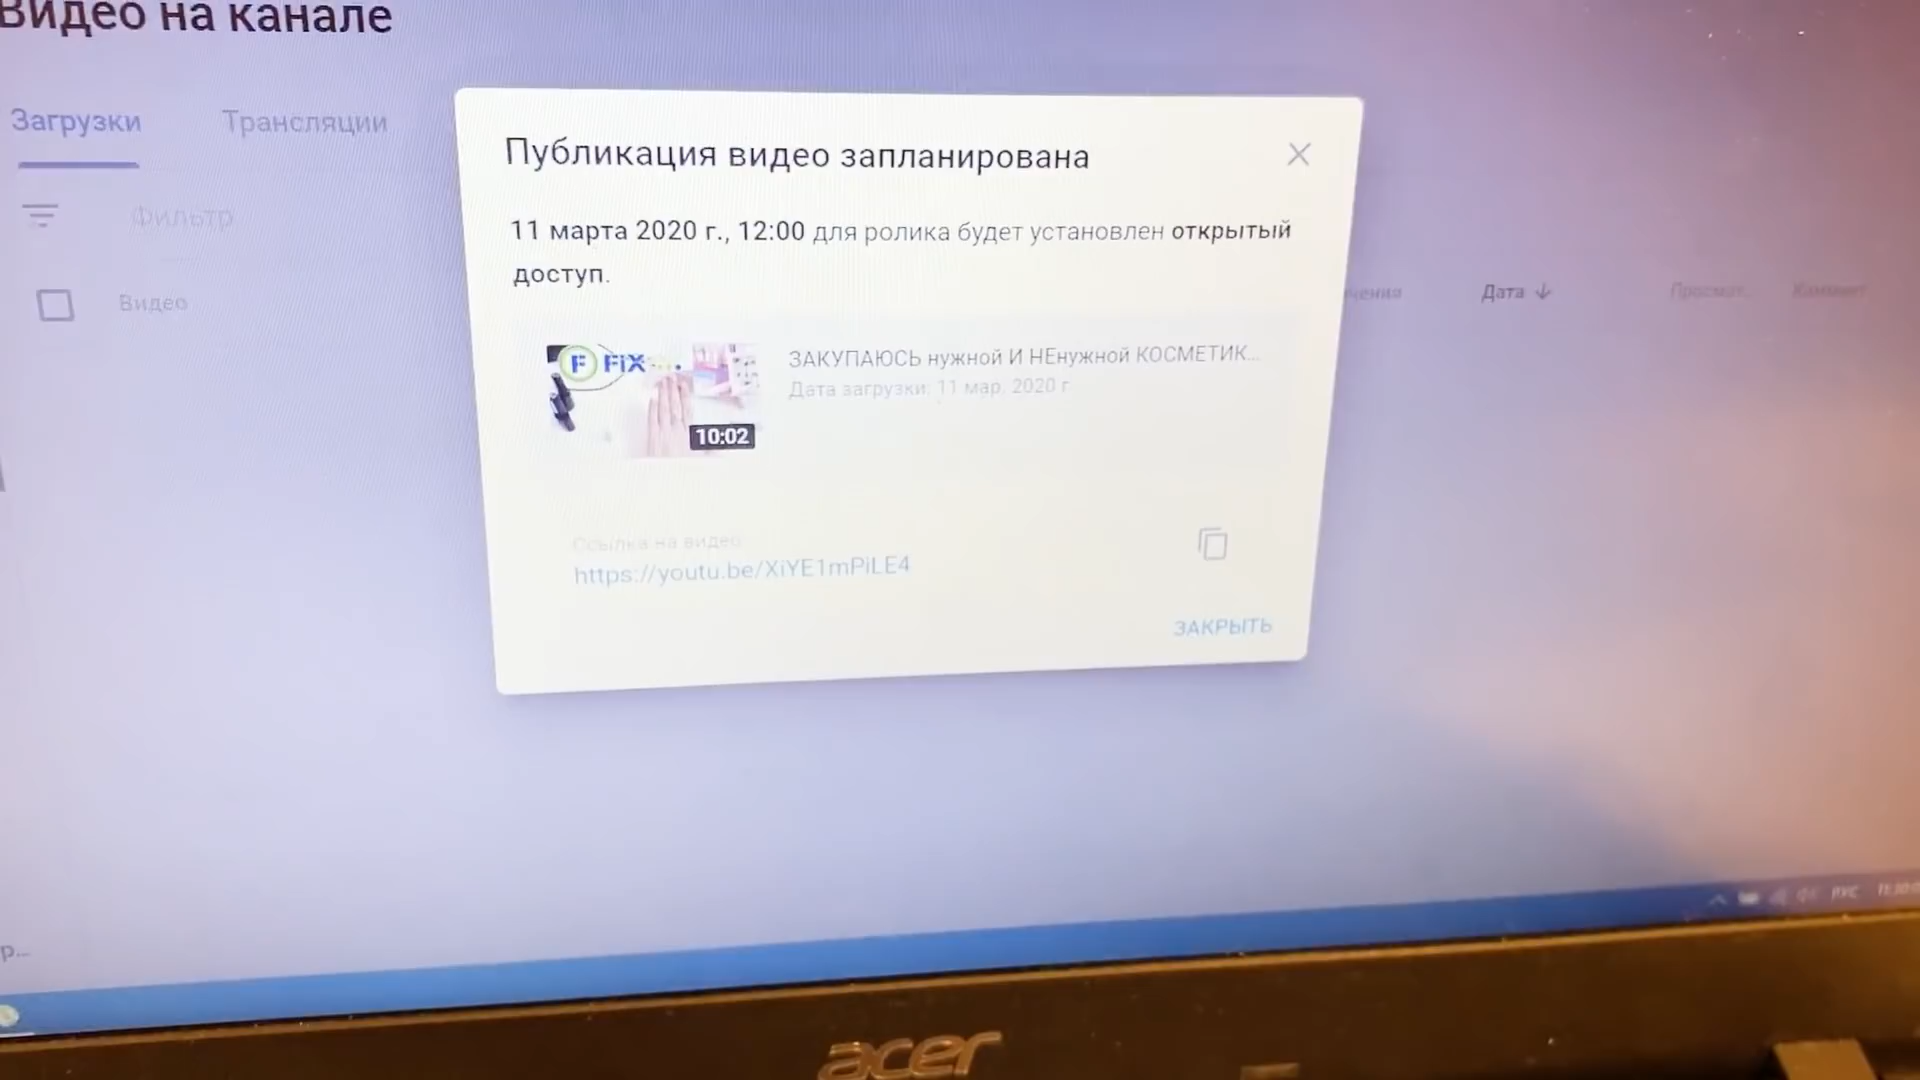 Видео на канале
Загрузки
Трансляции
Фильтр
Видео
Дата
Публикация видео запланирована
11 марта 2020 г., 12:00 для ролика будет установлен открытый
доступ.
F FiX
10:02
ЗАКУПАЮСЬ нужной И НЕнужной КОСМЕТИК...
Дата загрузки: 11 мар. 2020 г
Ссылка на видео
https://youtu.be/XiYE1mPiLE4
ЗАКРЫТЬ
РУС
р...
acer